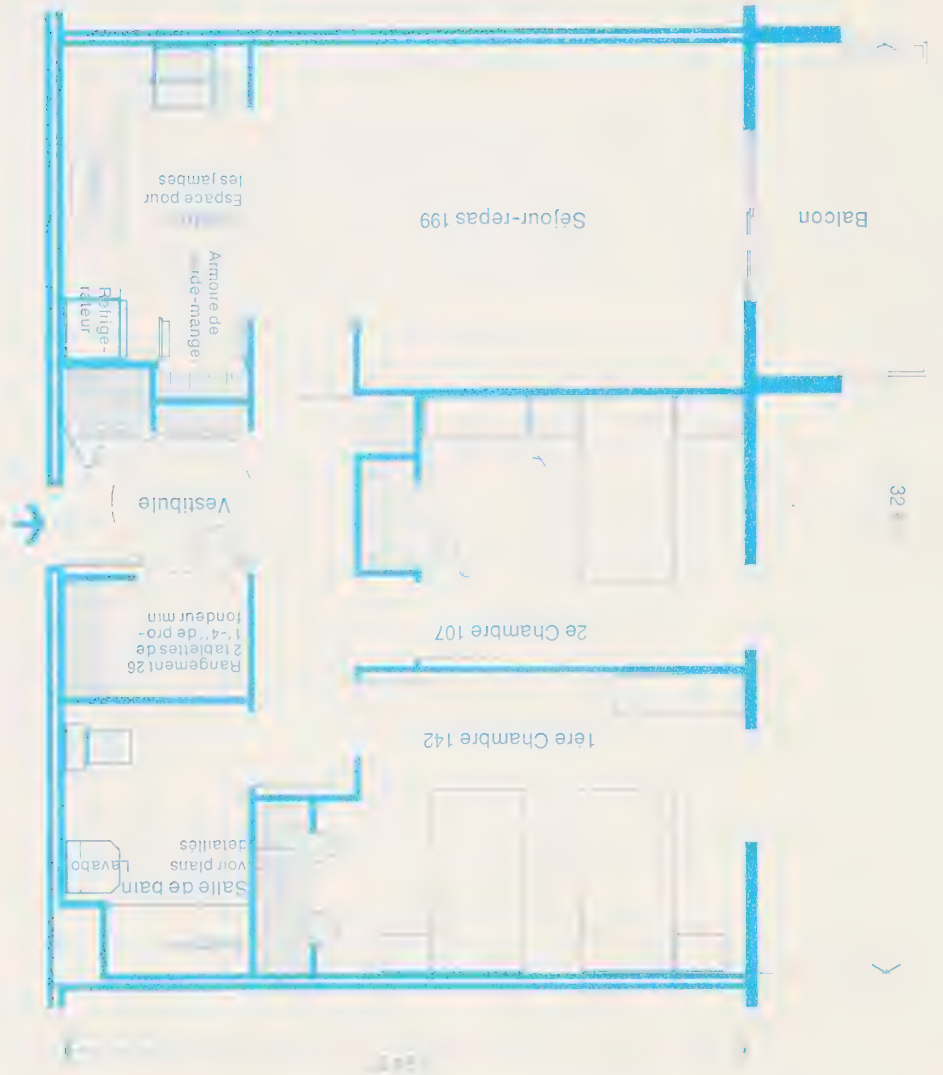 Salle de bain
voir plans
détaillés
Lavabo
1ère Chambre 142
Rangement 26
2 tablettes de
1'-4" de pro-
fondeur min
2e Chambre 107
Vestibule
32
Armoire de
rde-mange
Réfrigé-
rateur
Balcon
Séjour-repas 199
Espace pour
les jambes